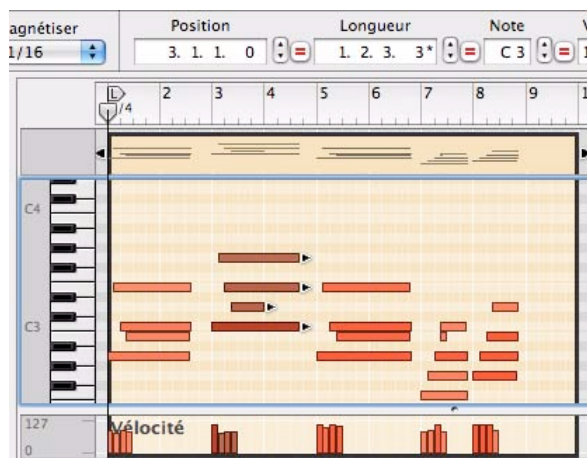 agnétiser Position Longueur Note
1/16 3. 1. 1. 0 1. 2. 3. 3* C 3
L 2 3 4 5 6 7 8 9
/4
C4
C3
127 Vélocité
0